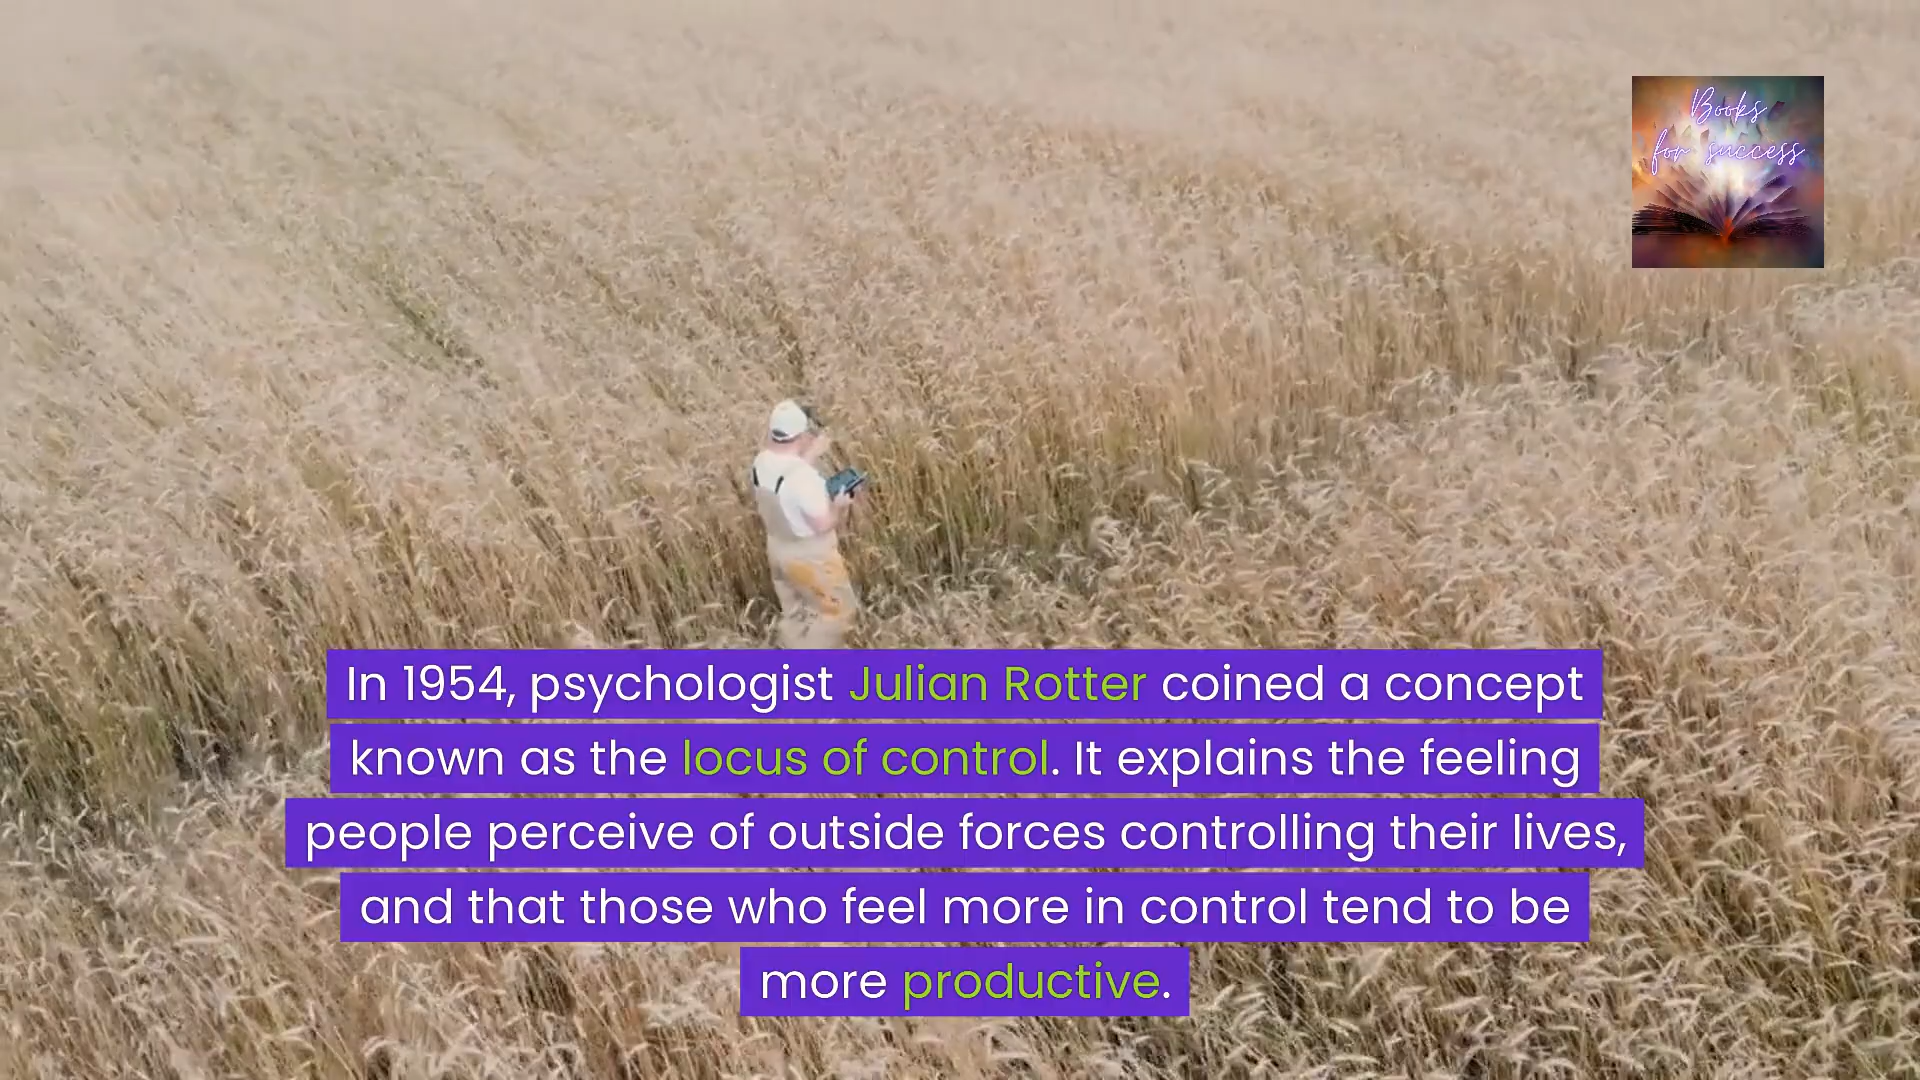 Books
for success
In 1954, psychologist Julian Rotter coined a concept
known as the locus of control. It explains the feeling
people perceive of outside forces controlling their lives,
and that those who feel more in control tend to be
more productive.